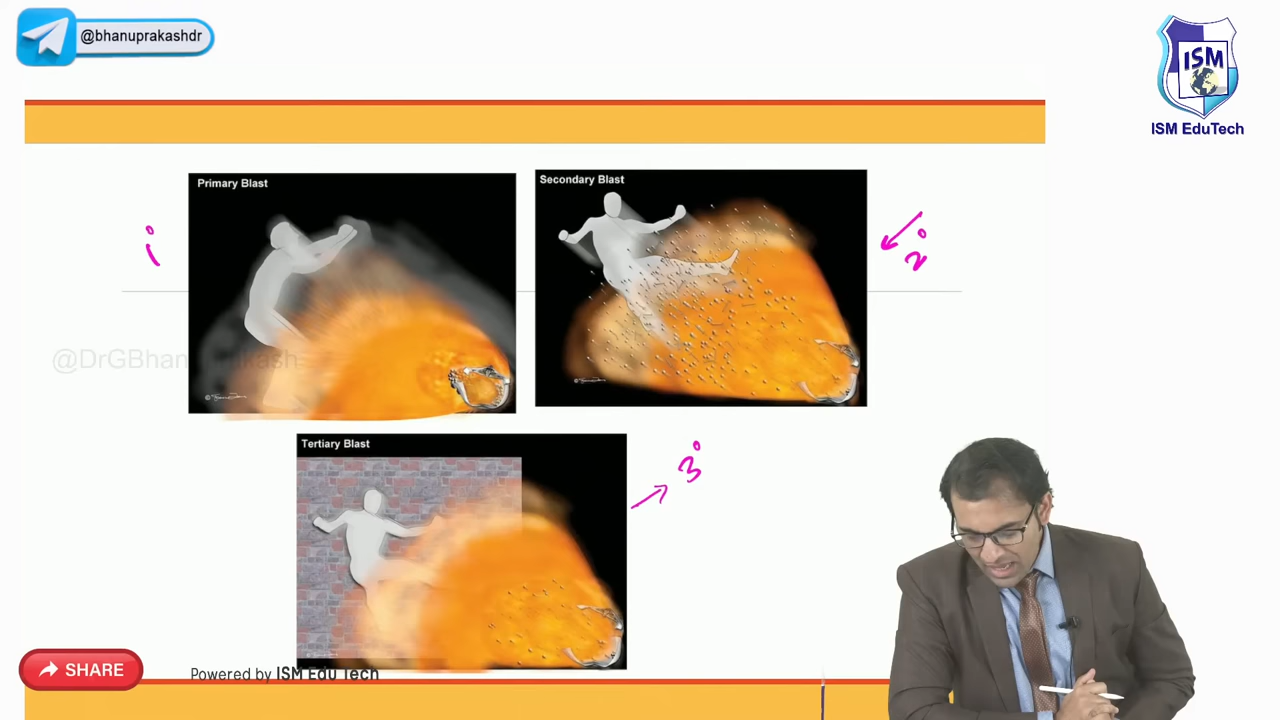 @bhanuprakashdr
ISM
ISM EduTech
Primary Blast
Secondary Blast
1°
2°
@DrGBhanuprakash
Tertiary Blast
3°
SHARE
Powered by ISM Edu Tech